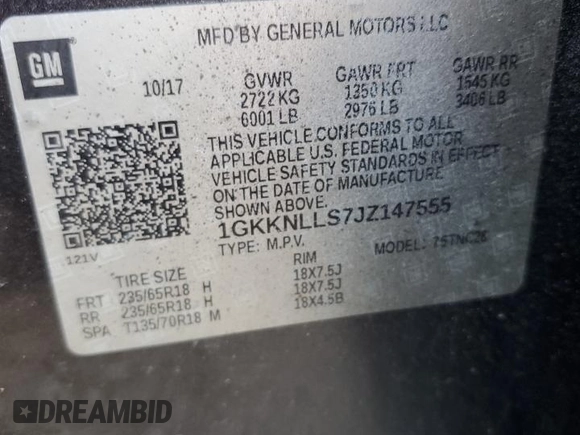 MFD BY GENERAL MOTORS LLC
GM
10/17 GVWR GAWR FRT GAWR RR
2722 KG 1350 KG 1545 KG
6001 LB 2976 LB 3406 LB
THIS VEHICLE CONFORMS TO ALL
APPLICABLE U.S. FEDERAL MOTOR
VEHICLE SAFETY STANDARDS IN EFFECT
ON THE DATE OF MANUFACTURE
SHOWN ABOVE.
1GKKNLLS7JZ147555
121V TYPE: M.P.V. MODEL:
TIRE SIZE RIM
FRT 235/65R18 H 18X7.5J
RR 235/65R18 H 18X7.5J
SPA T135/70R18 M 18X4.5B
DREAMBID